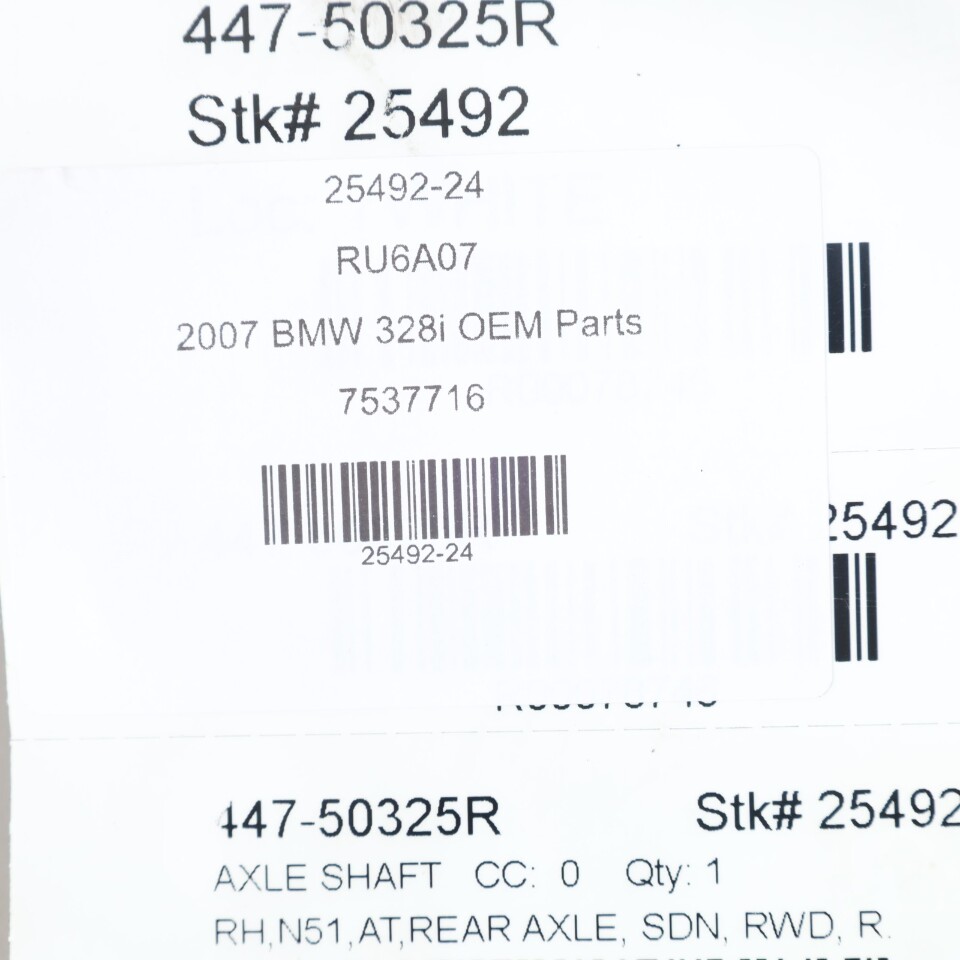 447-50325R
Stk# 25492
25492-24
RU6A07
2007 BMW 328i OEM Parts
7537716
25492-24
25492
447-50325R Stk# 25492
AXLE SHAFT CC: 0 Qty: 1
RH,N51,AT,REAR AXLE, SDN, RWD, R.